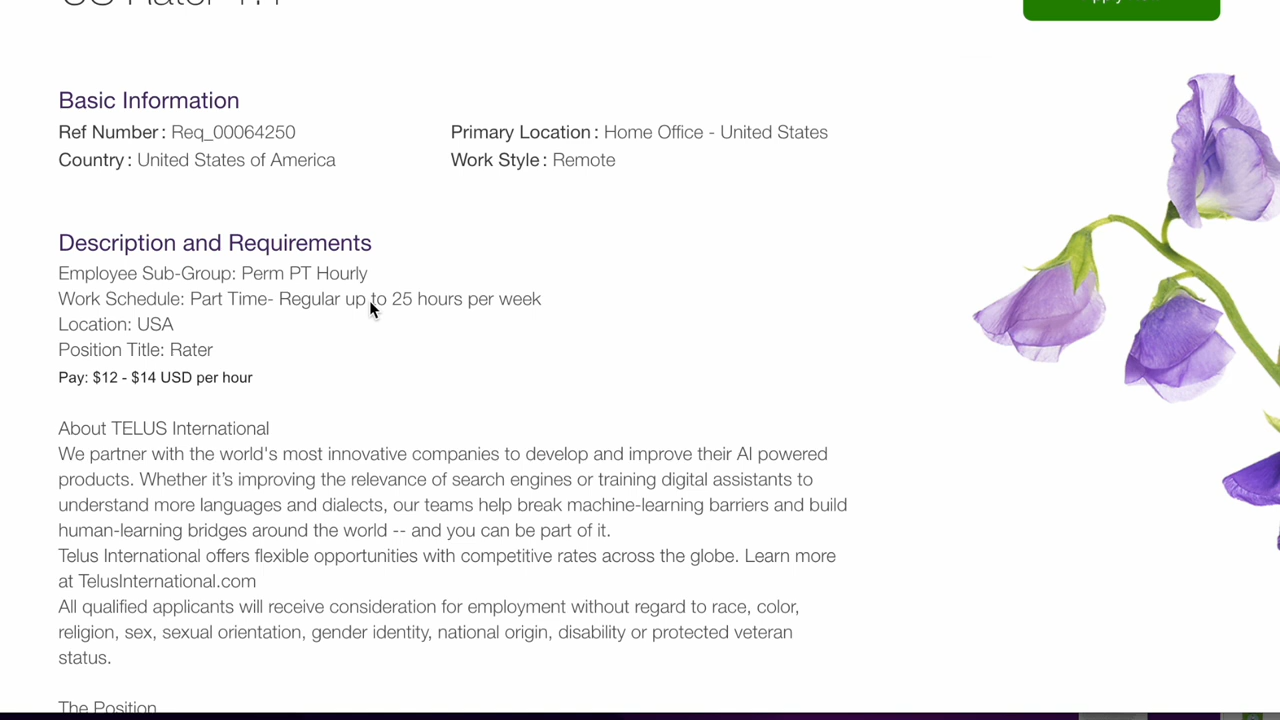 Basic Information
Ref Number: Req_00064250
Primary Location: Home Office - United States
Country: United States of America
Work Style: Remote
Description and Requirements
Employee Sub-Group: Perm PT Hourly
Work Schedule: Part Time- Regular up to 25 hours per week
Location: USA
Position Title: Rater
Pay: $12 - $14 USD per hour
About TELUS International
We partner with the world's most innovative companies to develop and improve their AI powered
products. Whether it’s improving the relevance of search engines or training digital assistants to
understand more languages and dialects, our teams help break machine-learning barriers and build
human-learning bridges around the world -- and you can be part of it.
Telus International offers flexible opportunities with competitive rates across the globe. Learn more
at TelusInternational.com
All qualified applicants will receive consideration for employment without regard to race, color,
religion, sex, sexual orientation, gender identity, national origin, disability or protected veteran
status.
The Position